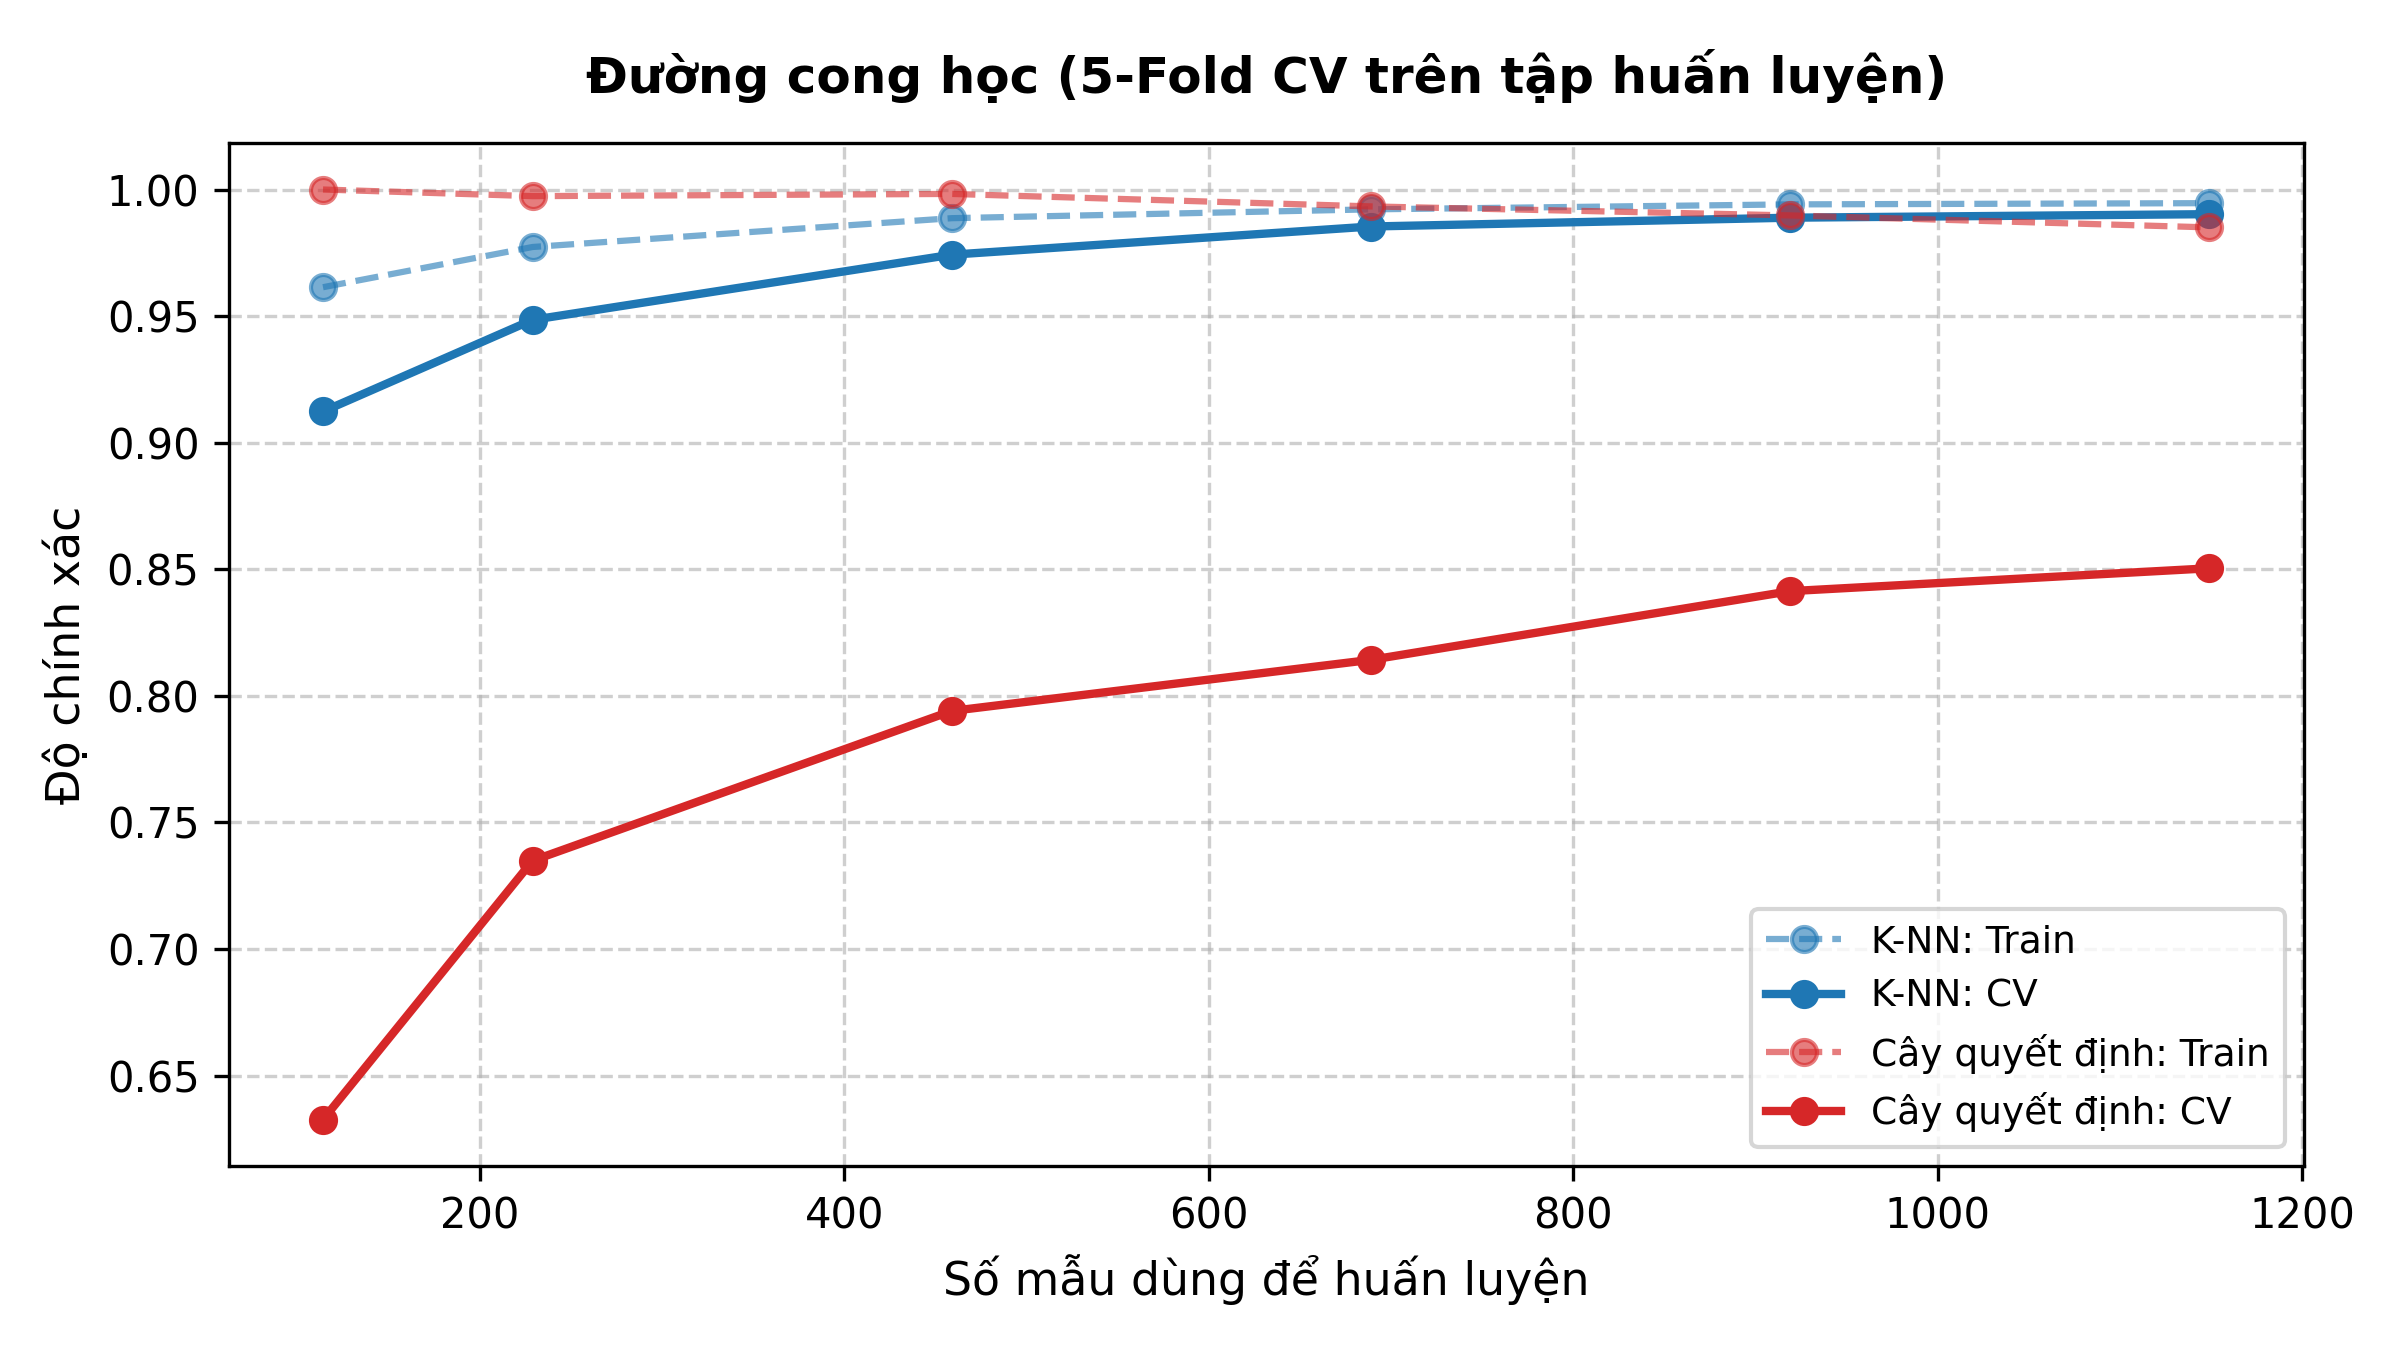 Đường cong học (5-Fold CV trên tập huấn luyện)
Độ chính xác
1.00
0.95
0.90
0.85
0.80
0.75
0.70
0.65
K-NN: Train
K-NN: CV
Cây quyết định: Train
Cây quyết định: CV
200
400
600
800
1000
1200
Số mẫu dùng để huấn luyện